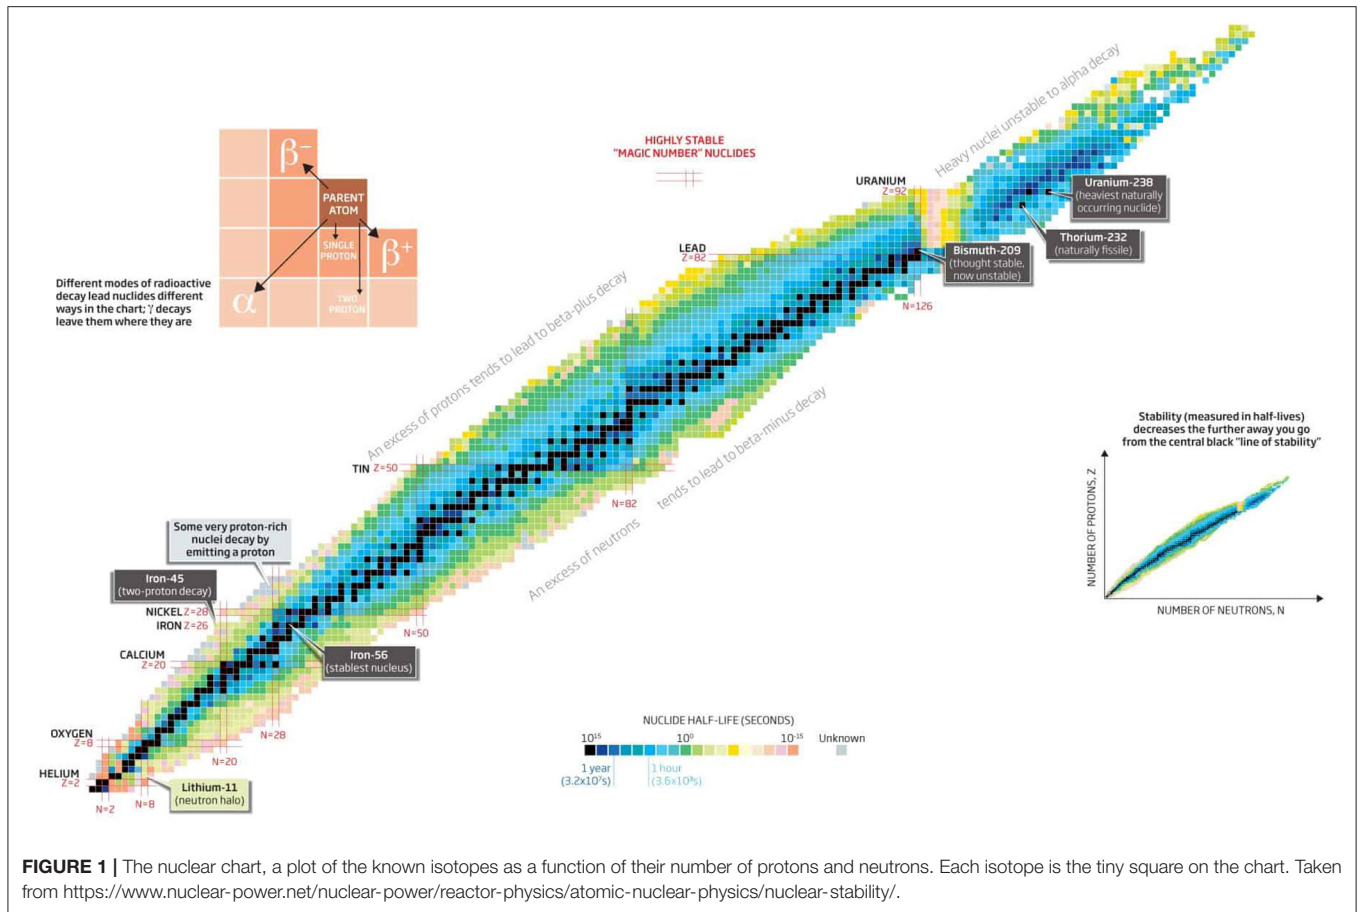 HIGHLY STABLE
"MAGIC NUMBER" NUCLIDES
Heavy nuclei unstable to alpha decay
β⁻
PARENT
ATOM
SINGLE
PROTON
β⁺
α
TWO
PROTON
Different modes of radioactive
decay lead nuclides different
ways in the chart; γ decays
leave them where they are
URANIUM
Z=92
Uranium-238
(heaviest naturally
occurring nuclide)
Thorium-232
(naturally fissile)
LEAD
Z=82
Bismuth-209
(thought stable,
now unstable)
N=126
An excess of protons tends to lead to beta-plus decay
An excess of neutrons tends to lead to beta-minus decay
TIN Z=50
N=82
Stability (measured in half-lives)
decreases the further away you go
from the central black "line of stability"
NUMBER OF PROTONS, Z
NUMBER OF NEUTRONS, N
Some very proton-rich
nuclei decay by
emitting a proton
Iron-45
(two-proton decay)
NICKEL Z=28
IRON Z=26
N=50
CALCIUM
Z=20
Iron-56
(stablest nucleus)
OXYGEN
Z=8
N=28
N=20
HELIUM
Z=2
Lithium-11
(neutron halo)
N=2
N=8
NUCLIDE HALF-LIFE (SECONDS)
10¹⁵
10⁰
10⁻¹⁵
Unknown
1 year
(3.2x10⁷s)
1 hour
(3.6x10³s)
FIGURE 1 | The nuclear chart, a plot of the known isotopes as a function of their number of protons and neutrons. Each isotope is the tiny square on the chart. Taken
from https://www.nuclear-power.net/nuclear-power/reactor-physics/atomic-nuclear-physics/nuclear-stability/.